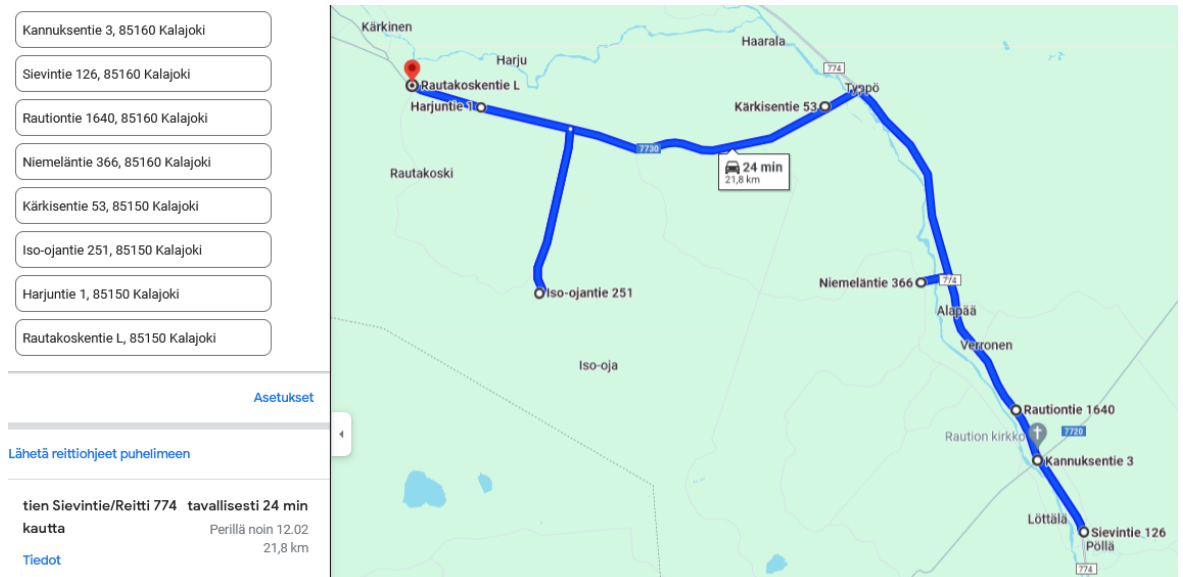 Kannuksentie 3, 85160 Kalajoki
Sievintie 126, 85160 Kalajoki
Rautiontie 1640, 85160 Kalajoki
Niemeläntie 366, 85160 Kalajoki
Kärkisentie 53, 85150 Kalajoki
Iso-ojantie 251, 85150 Kalajoki
Harjuntie 1, 85150 Kalajoki
Rautakoskentie L, 85150 Kalajoki
Asetukset
Lähetä reittiohjeet puhelimeen
tien Sievintie/Reitti 774 kautta
tavallisesti 24 min
Perillä noin 12.02
21,8 km
Tiedot
Kärkinen
Haarala
Harju
774
Rautakoskentie L
Typpö
Harjuntie 1
Kärkisentie 53
7730
24 min
21,8 km
Rautakoski
Niemeläntie 366
774
Iso-ojantie 251
Alapää
Verronen
Iso-oja
Rautiontie 1640
Raution kirkko
7720
Kannuksentie 3
Löttälä
Sievintie 126
Pöllä
774